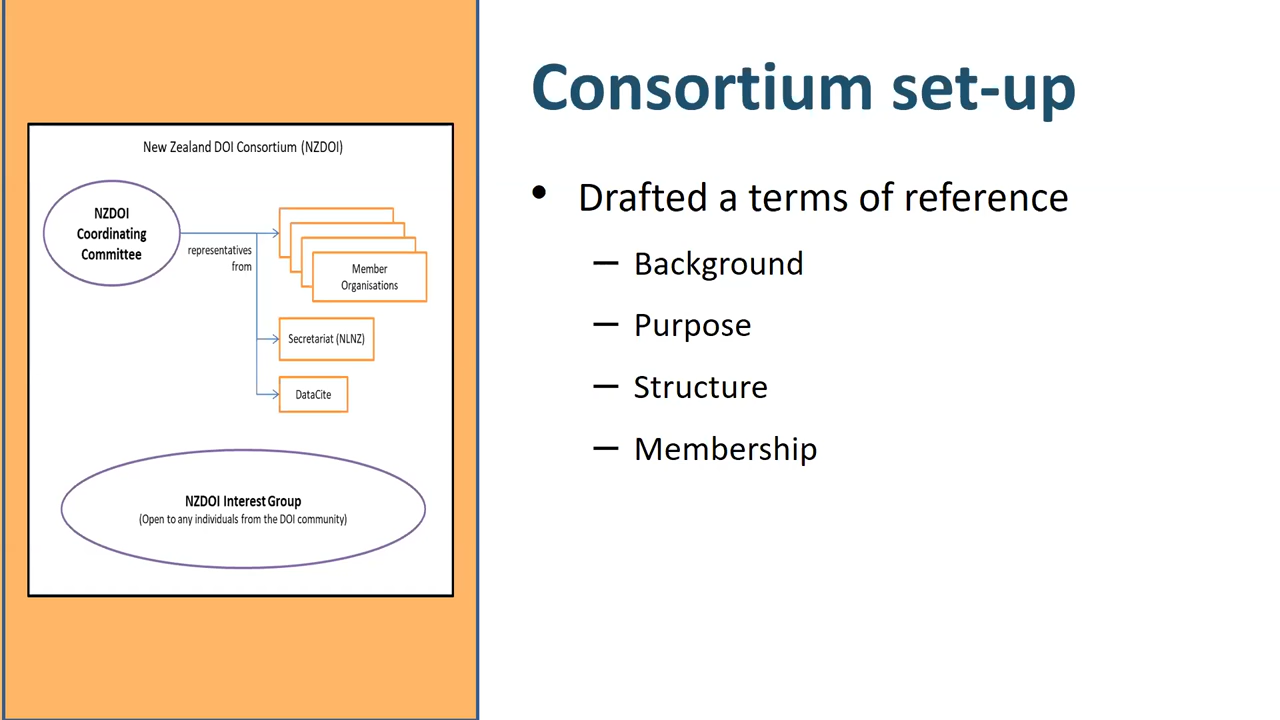 Consortium set-up
New Zealand DOI Consortium (NZDOI)
NZDOI
Coordinating
Committee
representatives
from
Member
Organisations
Secretariat (NLNZ)
DataCite
NZDOI Interest Group
(Open to any individuals from the DOI community)
• Drafted a terms of reference
– Background
– Purpose
– Structure
– Membership